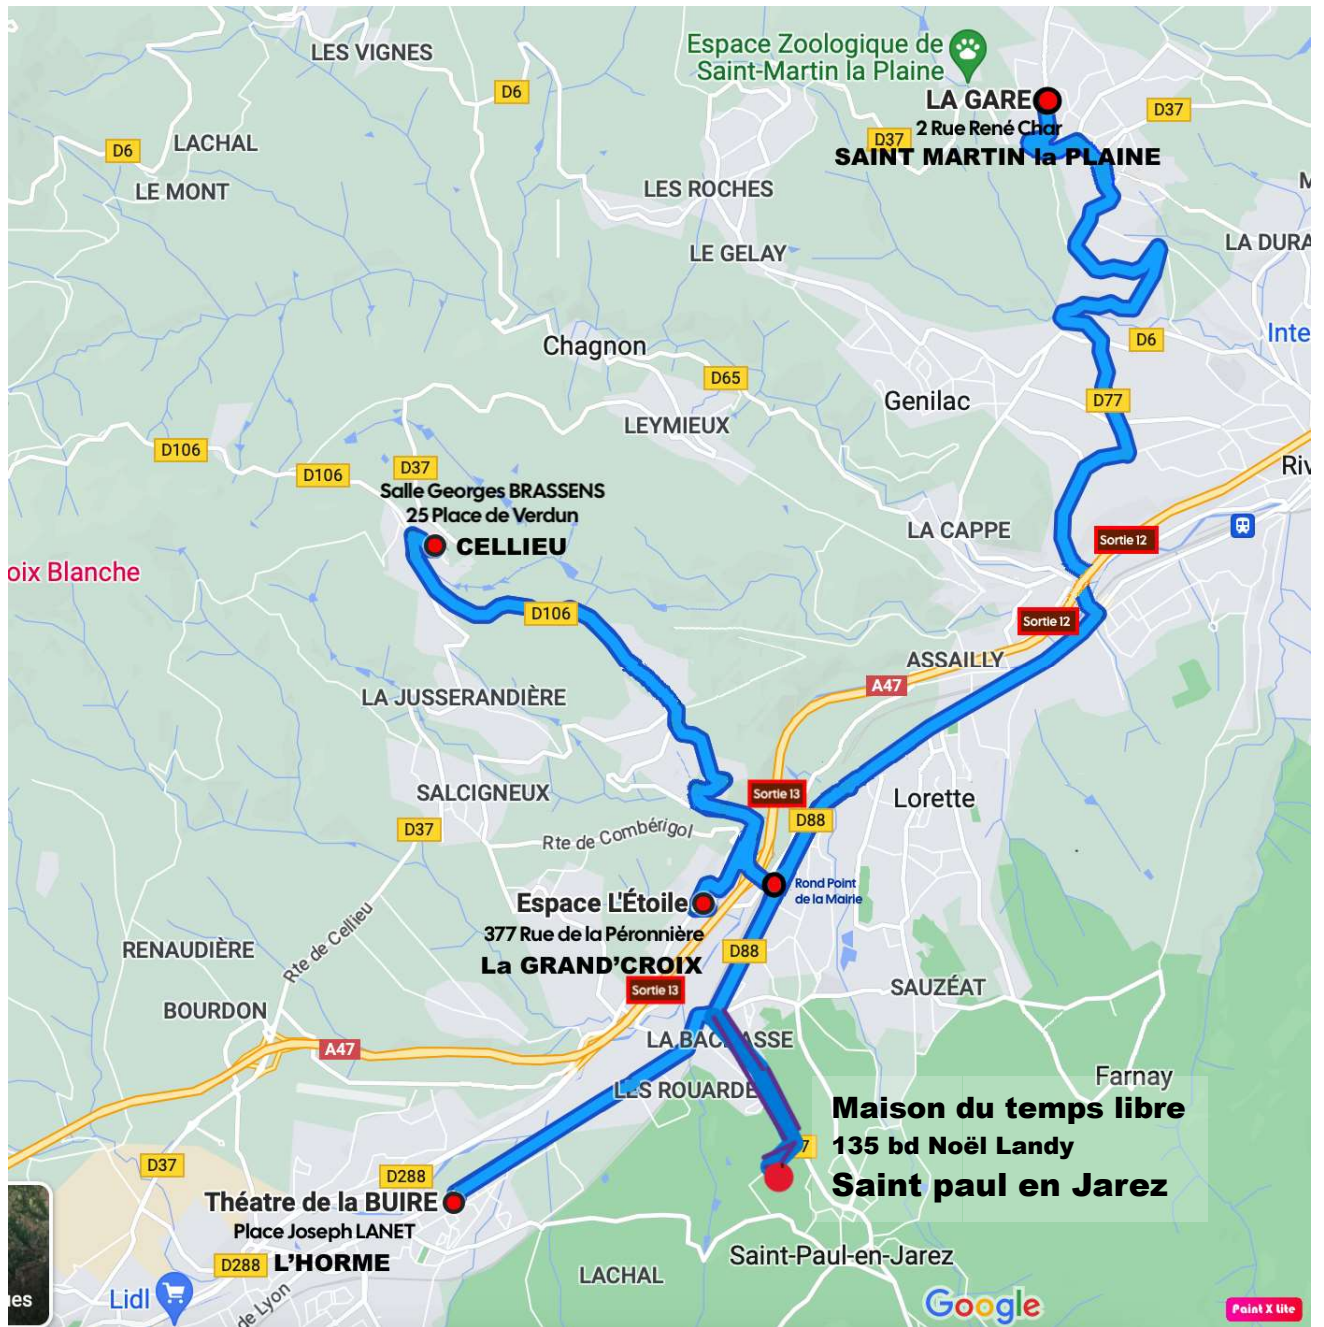 LES VIGNES
Espace Zoologique de
Saint-Martin la Plaine
D6
LA GARE
D37
2 Rue René Char
D37
SAINT MARTIN la PLAINE
D6
LACHAL
LE MONT
LES ROCHES
LE GELAY
LA DURA
Inte
D6
Chagnon
D65
Genilac
D77
LEYMIEUX
D106
D106
D37
Riv
Salle Georges BRASSENS
25 Place de Verdun
CELLIEU
LA CAPPE
Sortie 12
oix Blanche
D106
Sortie 12
ASSAILLY
A47
LA JUSSERANDIÈRE
SALCIGNEUX
Sortie 13
Lorette
D88
D37
Rte de Combérigol
Rond Point
de la Mairie
Espace L'Étoile
377 Rue de la Péronnière
La GRAND'CROIX
D88
Rte de Cellieu
RENAUDIÈRE
Sortie 13
SAUZÉAT
BOURDON
A47
LES ROUARDE
Farnay
Maison du temps libre
135 bd Noël Landy
Saint paul en Jarez
7
D37
D288
Théatre de la BUIRE
Place Joseph LANET
D288 L'HORME
Saint-Paul-en-Jarez
LACHAL
Lidl
de Lyon
ues
Google
Paint X Lite